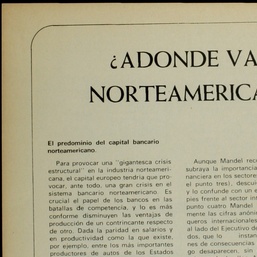 ¿ADONDE VA
NORTEAMERICA
El predominio del capital bancario
norteamericano.
Para provocar una "gigantesca crisis
estructural" en la industria norteameri-
cana, el capital europeo tendría que pro-
vocar, ante todo, una gran crisis en el
sistema bancario norteamericano. Es
crucial el papel de los bancos en las
batallas de competencia, y lo es más
conforme disminuyen las ventajas de
producción de un contrincante respecto
de otro. Dada la paridad en salarios y
en productividad como la que existe,
por ejemplo, entre los más importantes
productores de autos de los Estados
Aunque Mandel
subraya la importancia
nanciera en los sectores
el punto tres), descui
y lo confunde con un e
pies frente al sector int
punto cuatro Mandel
mente las cifras anóni
queros internacionales
al lado del Ejecutivo d
dos, que lo instan
nes de consecuencias
go desaparecen, sin